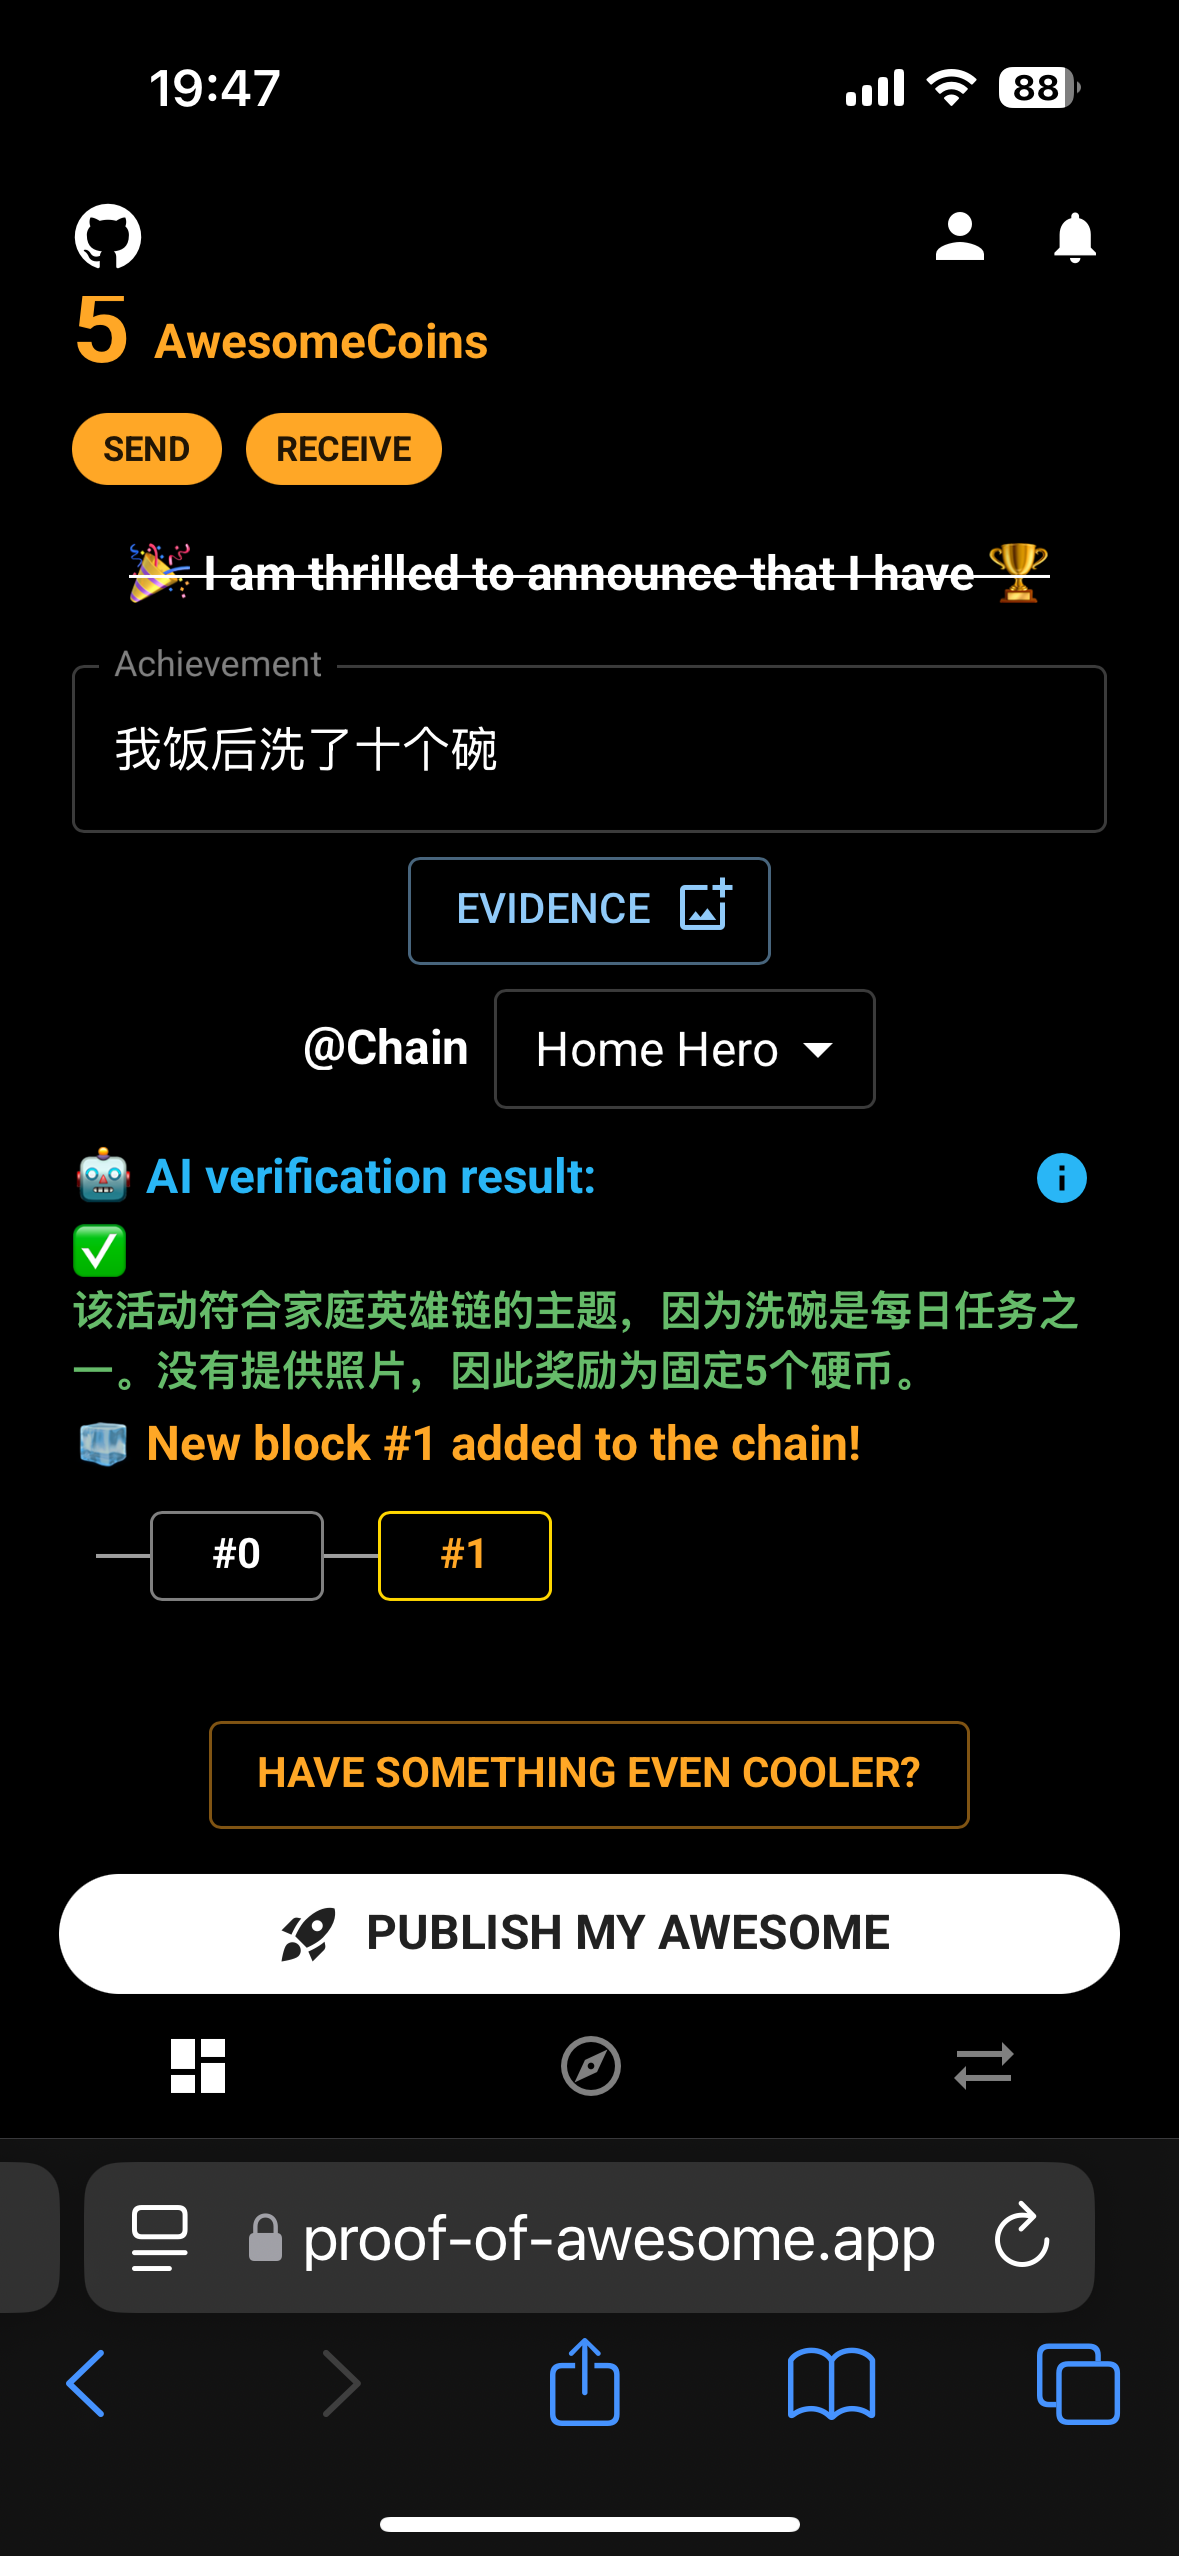 19:47
88
5 AwesomeCoins
SEND
RECEIVE
🎉 I am thrilled to announce that I have 🏆
Achievement
我饭后洗了十个碗
EVIDENCE
@Chain
Home Hero
🤖 AI verification result:
✅
该活动符合家庭英雄链的主题，因为洗碗是每日任务之
一。没有提供照片，因此奖励为固定5个硬币。
🧊 New block #1 added to the chain!
#0
#1
HAVE SOMETHING EVEN COOLER?
PUBLISH MY AWESOME
proof-of-awesome.app